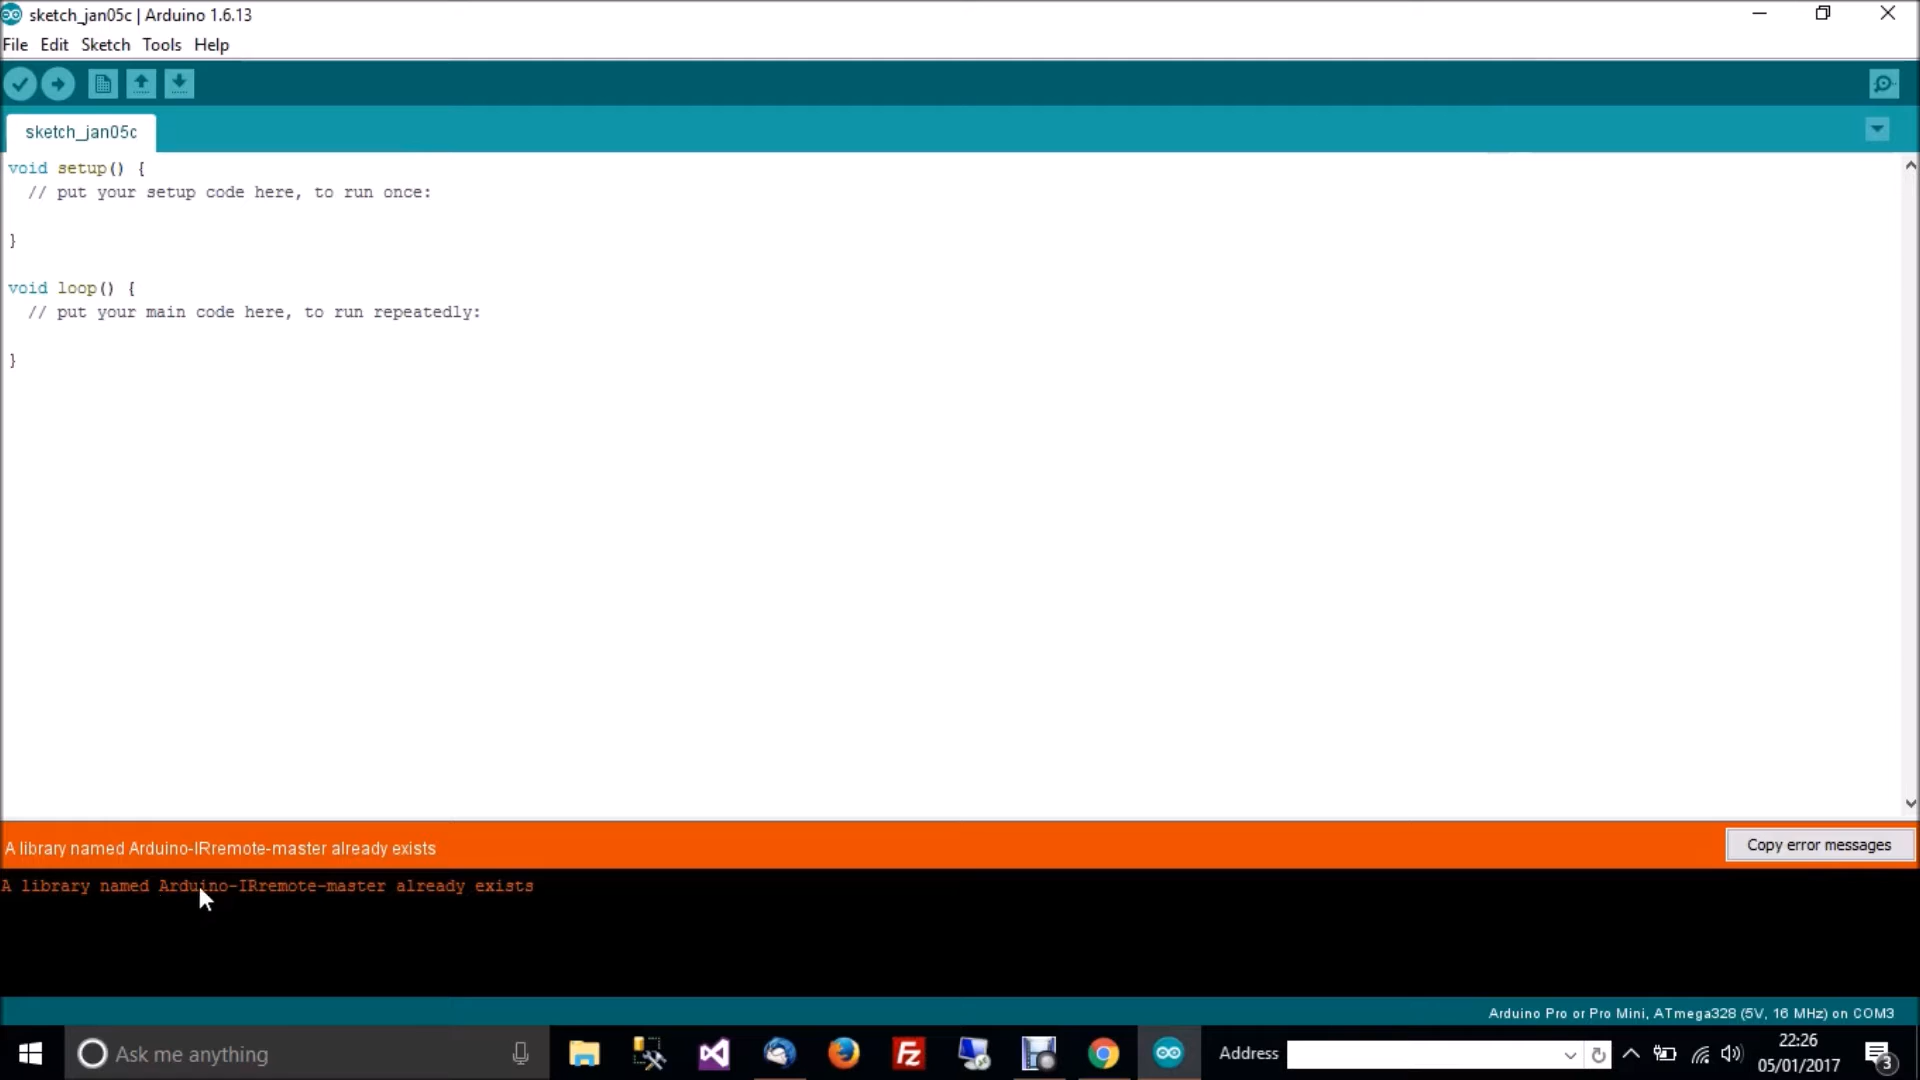 sketch_jan05c | Arduino 1.6.13
File Edit Sketch Tools Help
sketch_jan05c
void setup() {
  // put your setup code here, to run once:
}
void loop() {
  // put your main code here, to run repeatedly:
}
A library named Arduino-IRremote-master already exists
Copy error messages
A library named Arduino-IRremote-master already exists
Arduino Pro or Pro Mini, ATmega328 (5V, 16 MHz) on COM3
Ask me anything
Fz
Address
22:26
05/01/2017
3